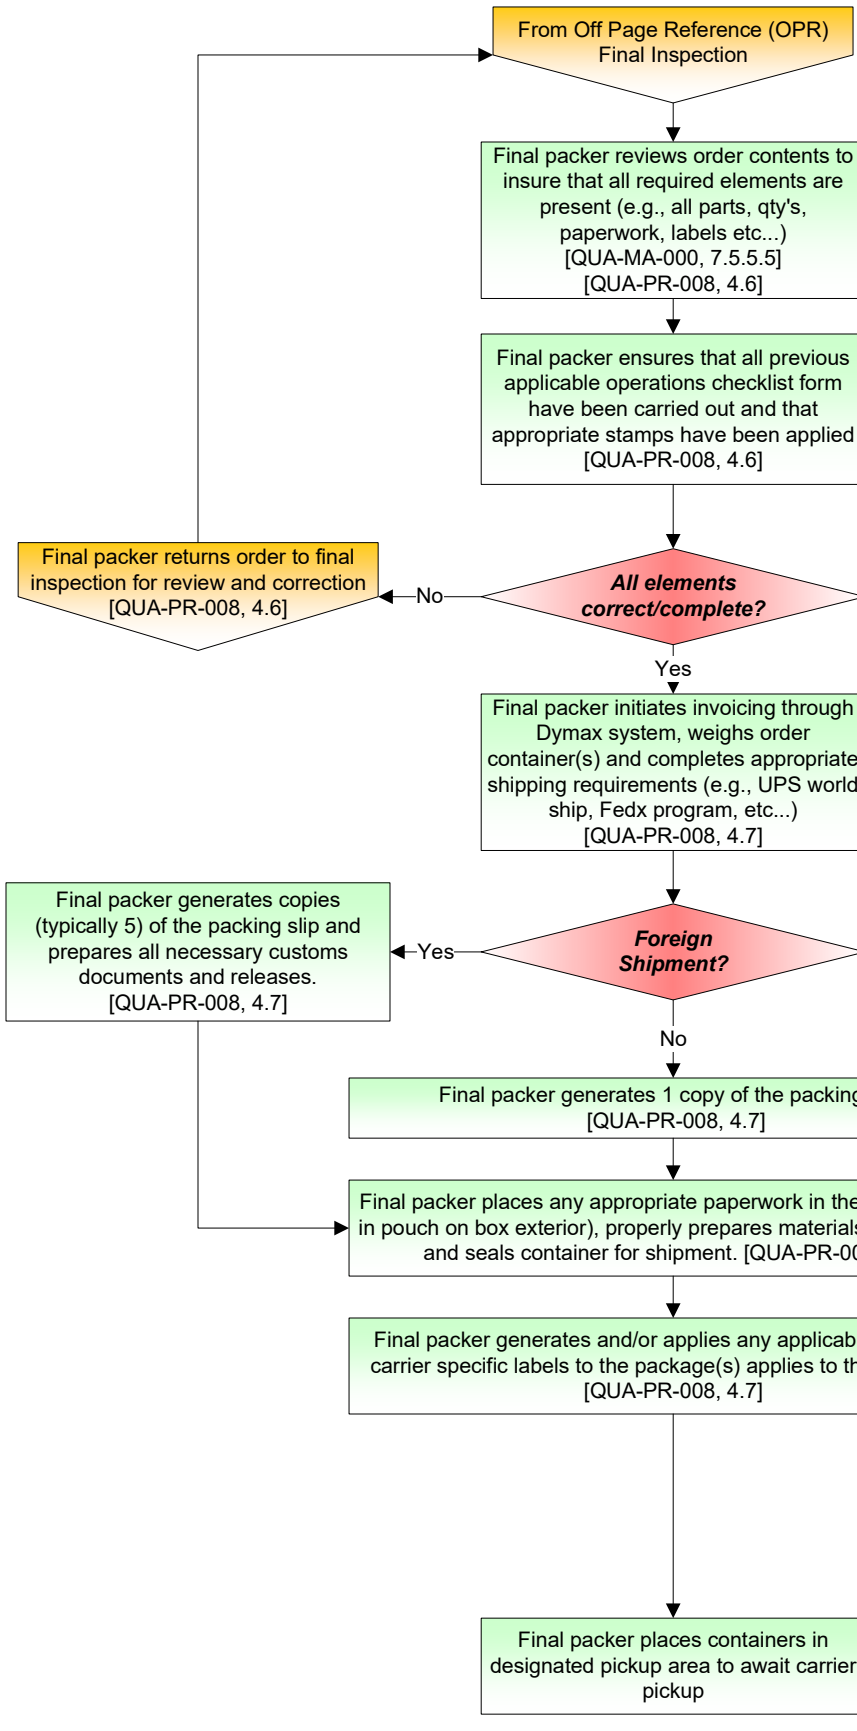 From Off Page Reference (OPR)
Final Inspection
Final packer reviews order contents to
insure that all required elements are
present (e.g., all parts, qty's,
paperwork, labels etc...)
[QUA-MA-000, 7.5.5.5]
[QUA-PR-008, 4.6]
Final packer ensures that all previous
applicable operations checklist form
have been carried out and that
appropriate stamps have been applied
[QUA-PR-008, 4.6]
Final packer returns order to final
inspection for review and correction
[QUA-PR-008, 4.6]
No
All elements
correct/complete?
Yes
Final packer initiates invoicing through
Dymax system, weighs order
container(s) and completes appropriate
shipping requirements (e.g., UPS world
ship, Fedx program, etc...)
[QUA-PR-008, 4.7]
Final packer generates copies
(typically 5) of the packing slip and
prepares all necessary customs
documents and releases.
[QUA-PR-008, 4.7]
Yes
Foreign
Shipment?
No
Final packer generates 1 copy of the packing
[QUA-PR-008, 4.7]
Final packer places any appropriate paperwork in the
in pouch on box exterior), properly prepares materials
and seals container for shipment. [QUA-PR-00
Final packer generates and/or applies any applicab
carrier specific labels to the package(s) applies to th
[QUA-PR-008, 4.7]
Final packer places containers in
designated pickup area to await carrier
pickup